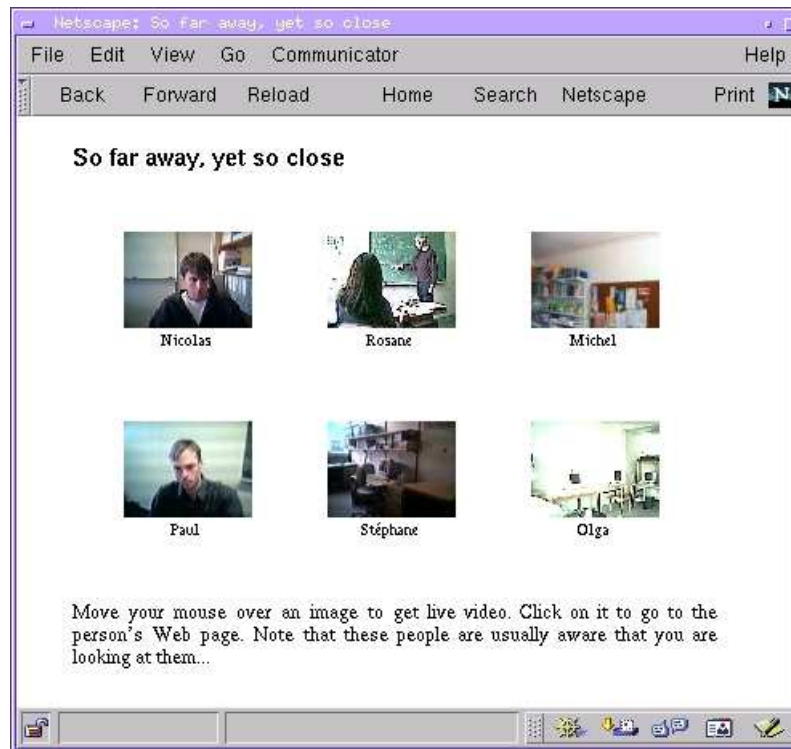 Netscape: So far away, yet so close
File Edit View Go Communicator Help
Back Forward Reload Home Search Netscape Print N
So far away, yet so close
Nicolas Rosane Michel
Paul Stéphane Olga
Move your mouse over an image to get live video. Click on it to go to the
person's Web page. Note that these people are usually aware that you are
looking at them...